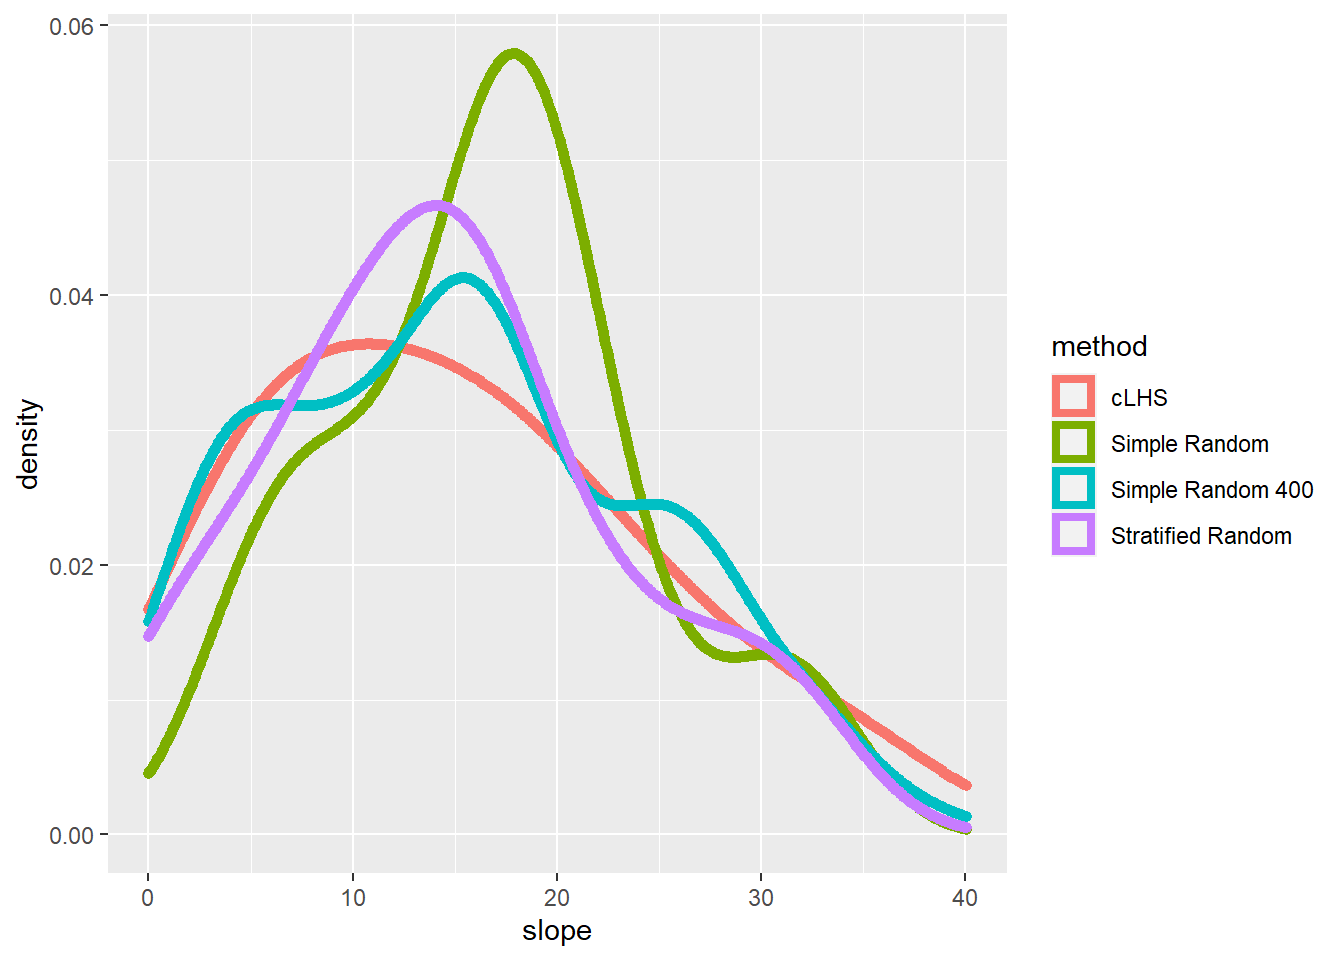 0.06
0.04
0.02
0.00
density
0 10 20 30 40
slope
method
cLHS
Simple Random
Simple Random 400
Stratified Random